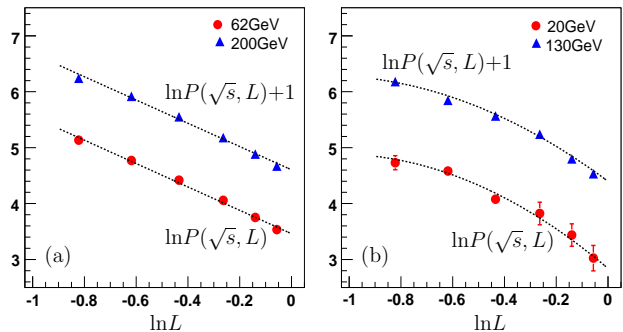 62GeV
200GeV
7
6
5
4
3
lnP(√s, L)+1
lnP(√s, L)
(a)
-1 -0.8 -0.6 -0.4 -0.2 0
lnL
20GeV
130GeV
7
6
5
4
3
lnP(√s, L)+1
lnP(√s, L)
(b)
-1 -0.8 -0.6 -0.4 -0.2 0
lnL